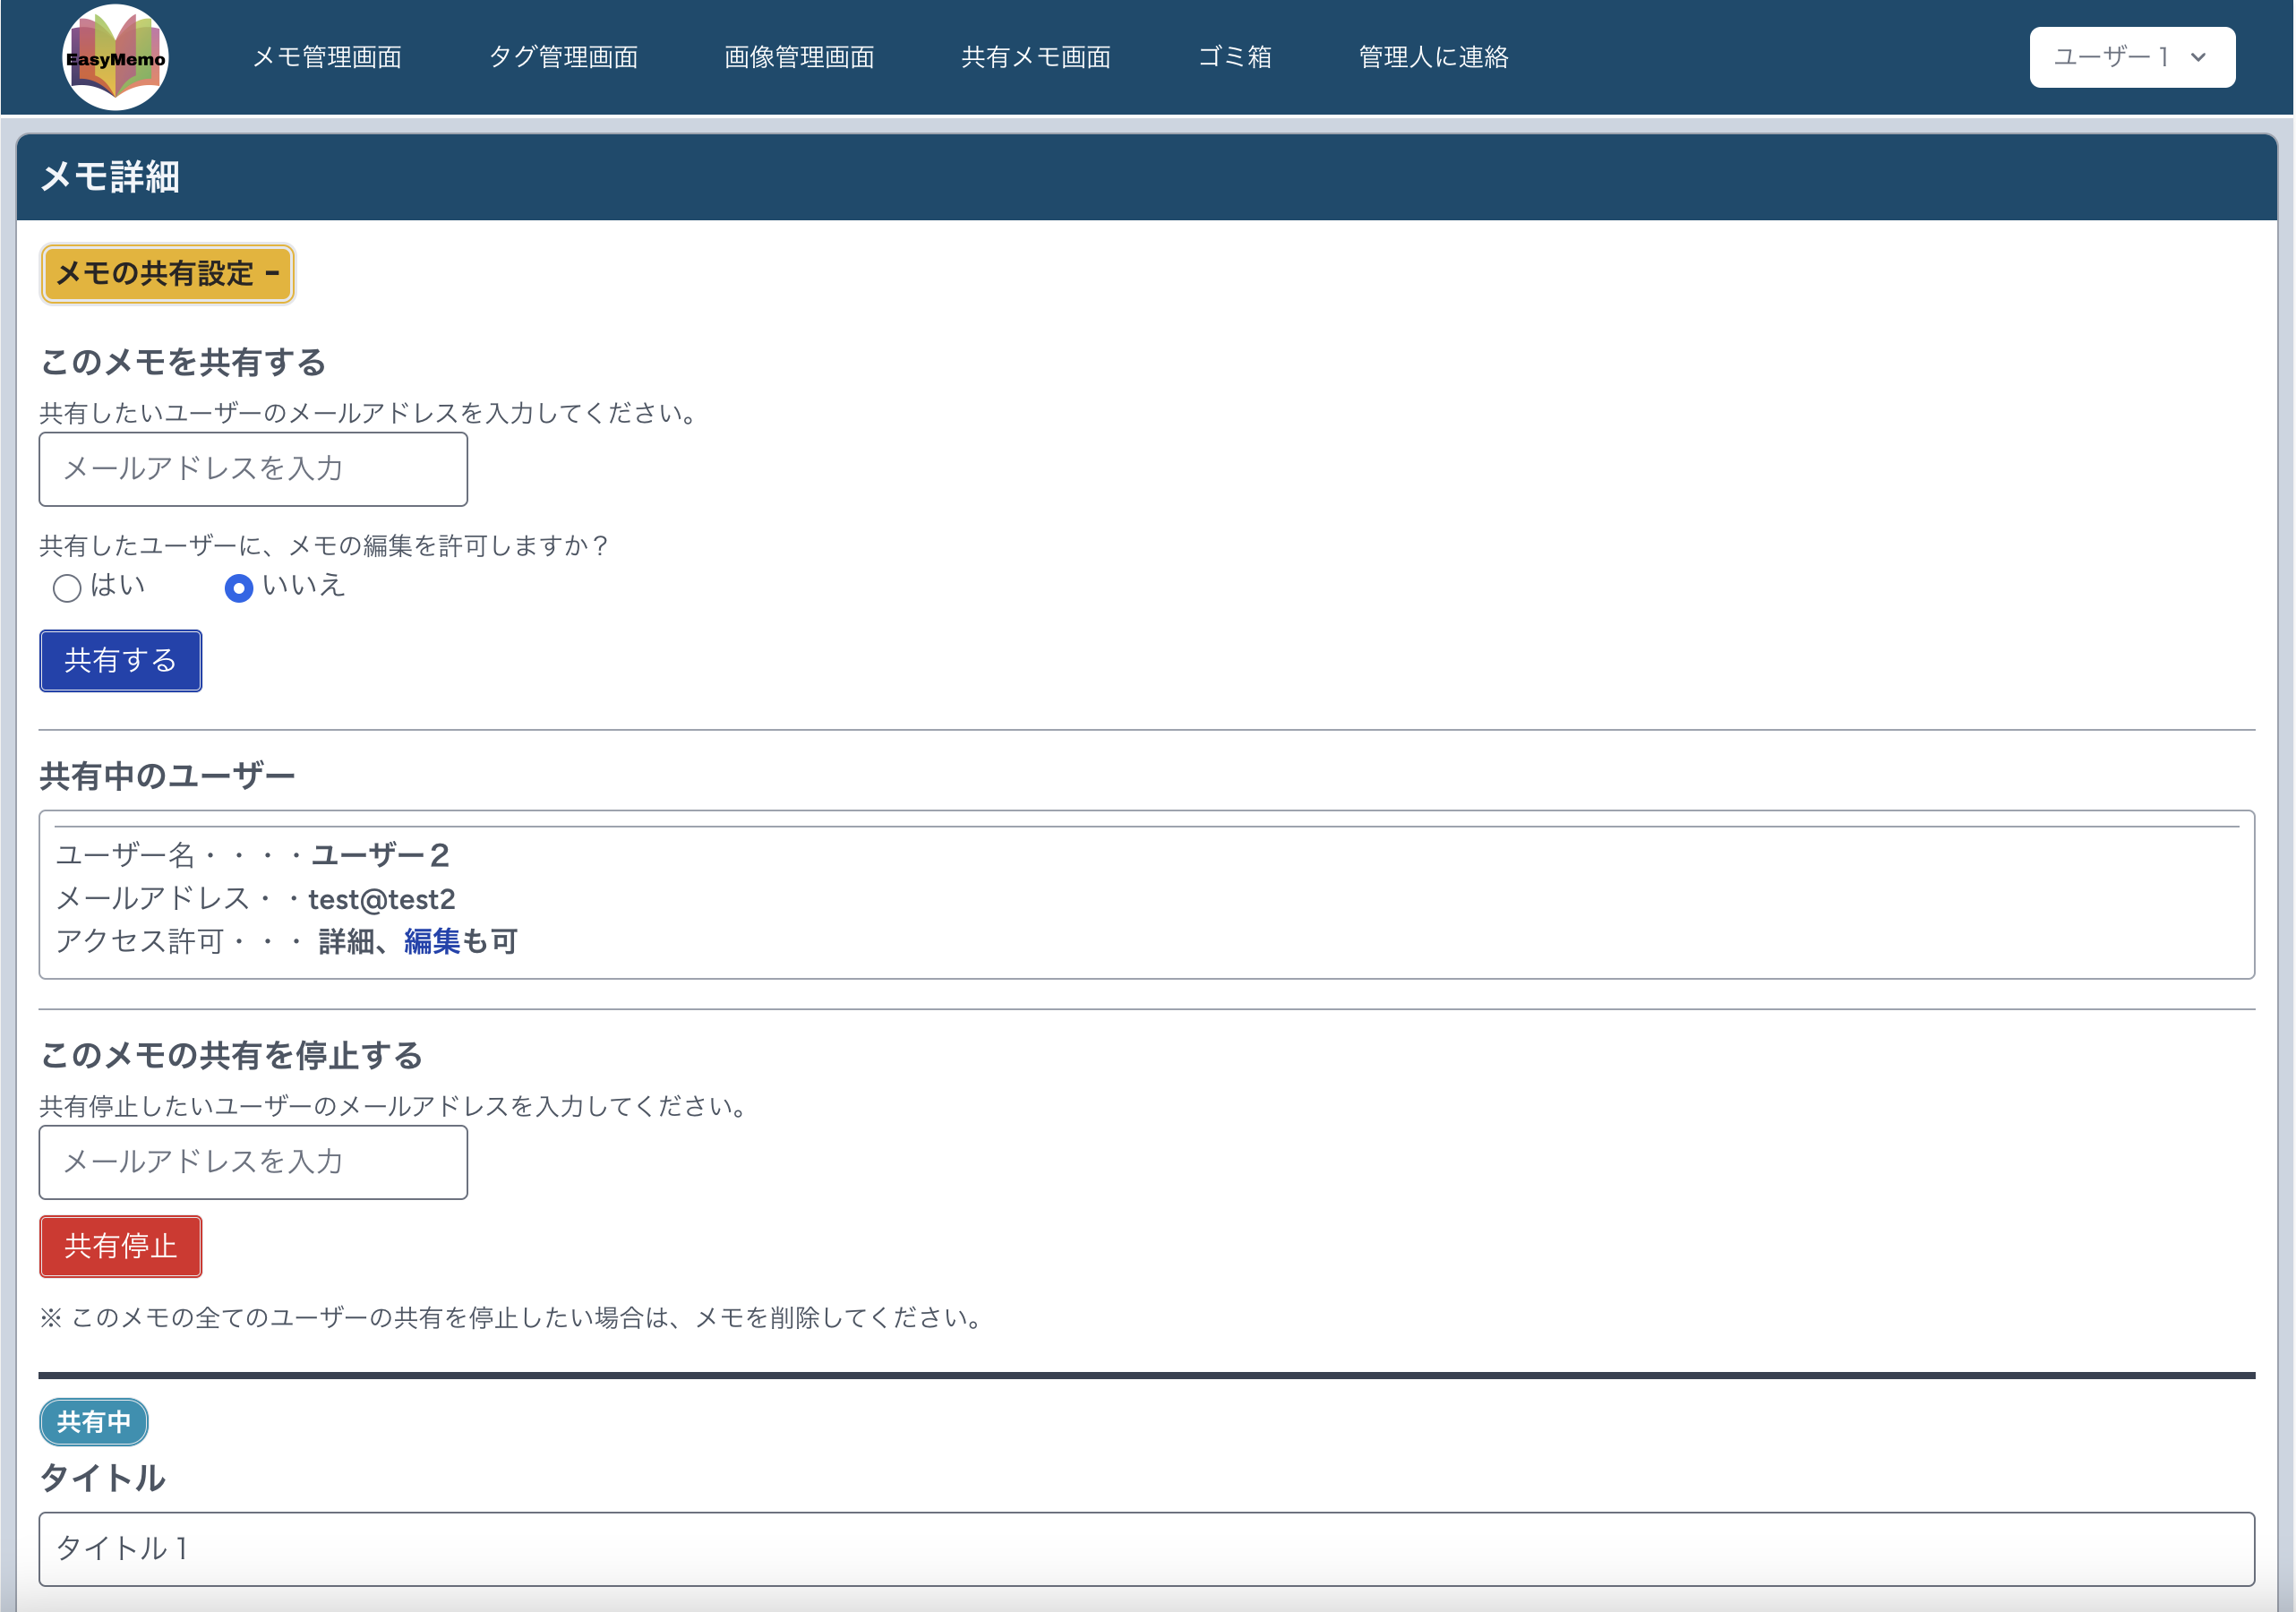 EasyMemo
メモ管理画面
タグ管理画面
画像管理画面
共有メモ画面
ゴミ箱
管理人に連絡
ユーザー1
メモ詳細
メモの共有設定 -
このメモを共有する
共有したいユーザーのメールアドレスを入力してください。
メールアドレスを入力
共有したユーザーに、メモの編集を許可しますか？
はい
いいえ
共有する
共有中のユーザー
ユーザー名・・・・ユーザー2
メールアドレス・・test@test2
アクセス許可・・・ 詳細、編集も可
このメモの共有を停止する
共有停止したいユーザーのメールアドレスを入力してください。
メールアドレスを入力
共有停止
※ このメモの全てのユーザーの共有を停止したい場合は、メモを削除してください。
共有中
タイトル
タイトル1